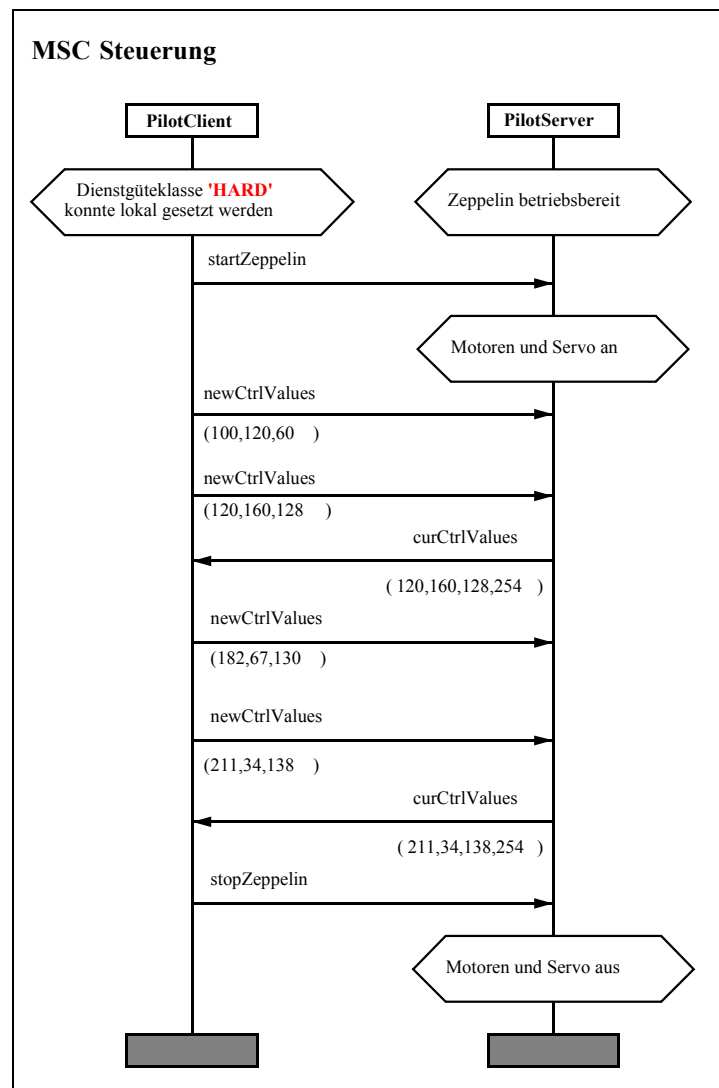 MSC Steuerung
PilotClient
PilotServer
Dienstgüteklasse 'HARD'
konnte lokal gesetzt werden
Zeppelin betriebsbereit
startZeppelin
Motoren und Servo an
newCtrlValues
(100,120,60 )
newCtrlValues
(120,160,128 )
curCtrlValues
( 120,160,128,254 )
newCtrlValues
(182,67,130 )
newCtrlValues
(211,34,138 )
curCtrlValues
( 211,34,138,254 )
stopZeppelin
Motoren und Servo aus